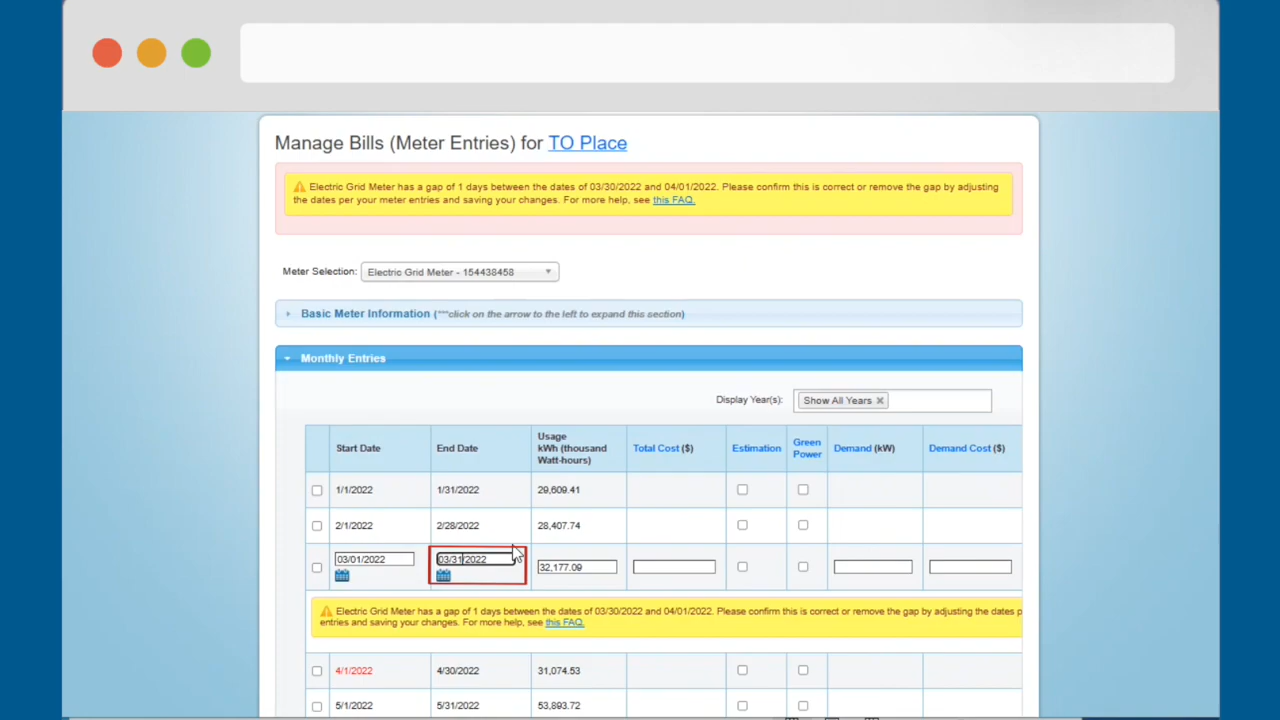 Manage Bills (Meter Entries) for TO Place
Electric Grid Meter has a gap of 1 days between the dates of 03/30/2022 and 04/01/2022. Please confirm this is correct or remove the gap by adjusting
the dates per your meter entries and saving your changes. For more help, see this FAQ.
Meter Selection: Electric Grid Meter - 154438458
Basic Meter Information (***click on the arrow to the left to expand this section)
Monthly Entries
Display Year(s): Show All Years
Start Date End Date Usage kWh (thousand Watt-hours) Total Cost ($) Estimation Green Power Demand (kW) Demand Cost ($)
1/1/2022 1/31/2022 29,609.41
2/1/2022 2/28/2022 28,407.74
03/01/2022 03/31/2022 32,177.09
Electric Grid Meter has a gap of 1 days between the dates of 03/30/2022 and 04/01/2022. Please confirm this is correct or remove the gap by adjusting the dates p
entries and saving your changes. For more help, see this FAQ.
4/1/2022 4/30/2022 31,074.53
5/1/2022 5/31/2022 53,893.72